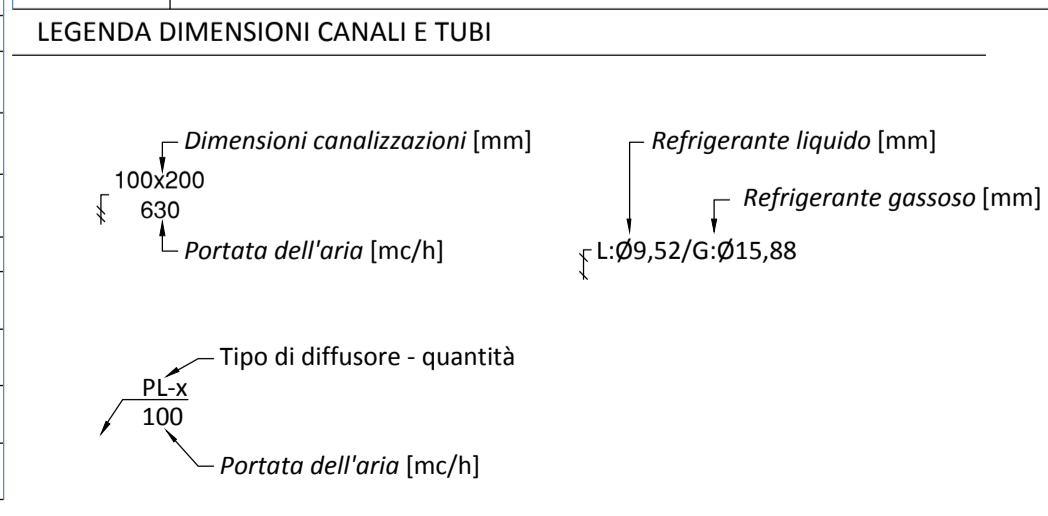 LEGENDA DIMENSIONI CANALI E TUBI
Dimensioni canalizzazioni [mm]
100x200
630
Portata dell'aria [mc/h]
Refrigerante liquido [mm]
Refrigerante gassoso [mm]
L:Ø9,52/G:Ø15,88
Tipo di diffusore - quantità
PL-x
100
Portata dell'aria [mc/h]